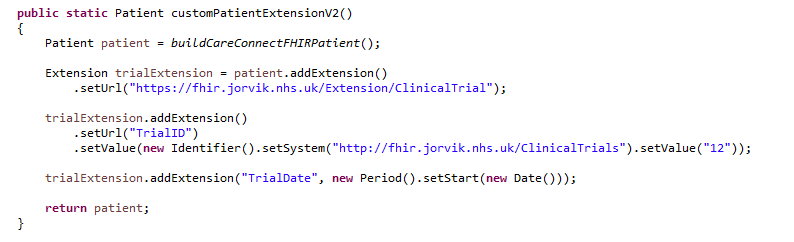 public static Patient customPatientExtensionV2()
{
    Patient patient = buildCareConnectFHIRPatient();

    Extension trialExtension = patient.addExtension()
        .setUrl("https://fhir.jorvik.nhs.uk/Extension/ClinicalTrial");

    trialExtension.addExtension()
        .setUrl("TrialID")
        .setValue(new Identifier().setSystem("http://fhir.jorvik.nhs.uk/ClinicalTrials").setValue("12"));

    trialExtension.addExtension("TrialDate", new Period().setStart(new Date()));

    return patient;
}